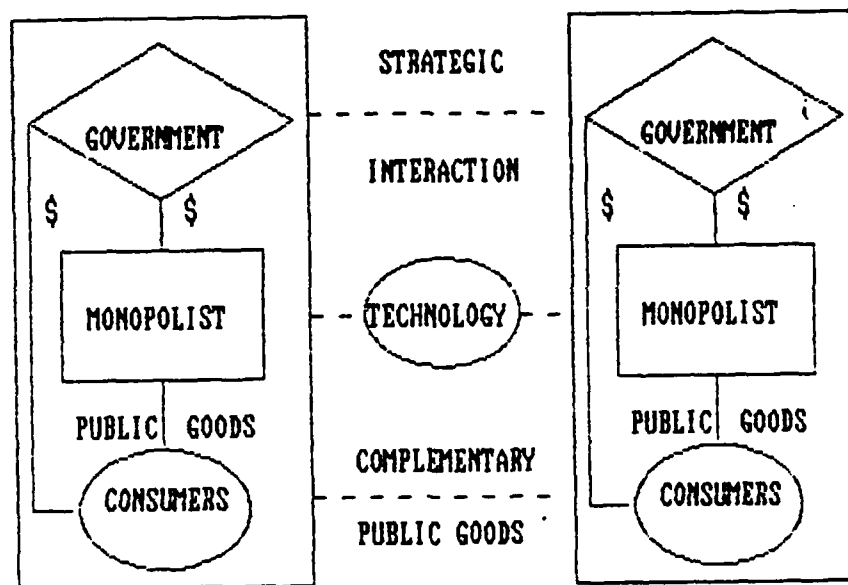 STRATEGIC
GOVERNMENT
INTERACTION
GOVERNMENT
$ $
$ $
MONOPOLIST
TECHNOLOGY
MONOPOLIST
PUBLIC GOODS
PUBLIC GOODS
COMPLEMENTARY
CONSUMERS
CONSUMERS
PUBLIC GOODS